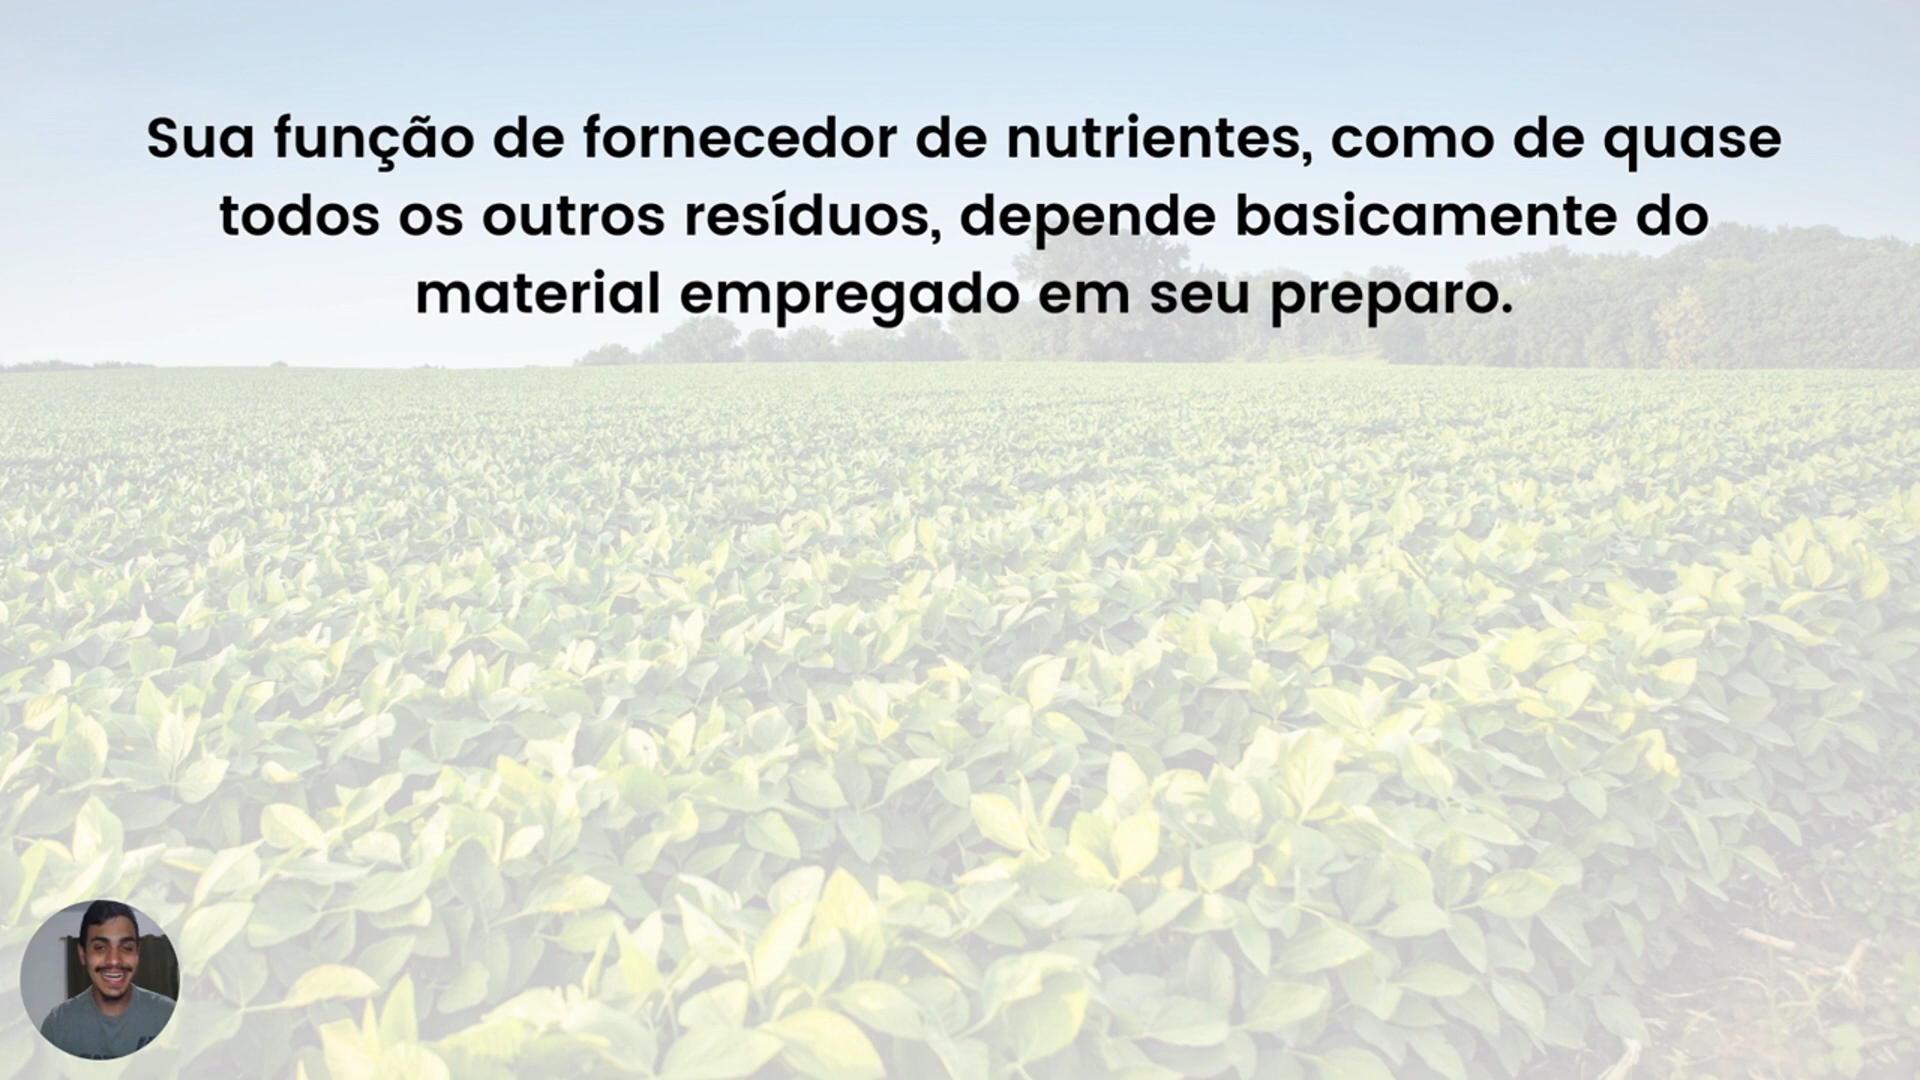 Sua função de fornecedor de nutrientes, como de quase
todos os outros resíduos, depende basicamente do
material empregado em seu preparo.